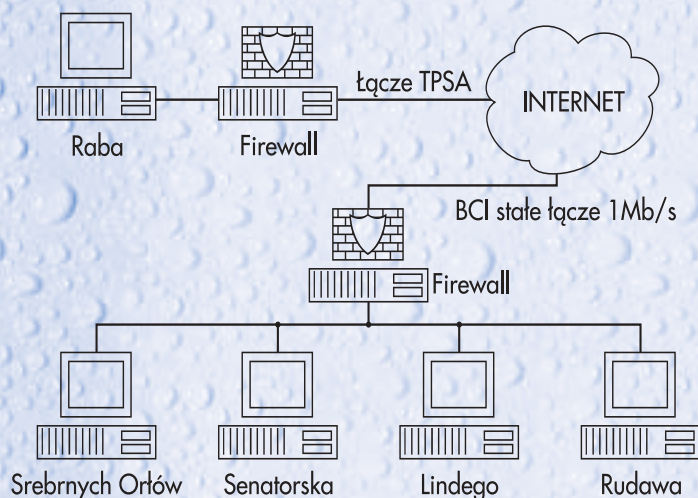 łącze TPSA
INTERNET
Raba
Firewall
BCI stałe łącze 1Mb/s
Firewall
Srebrnych Orłów
Senatorska
Lindego
Rudawa